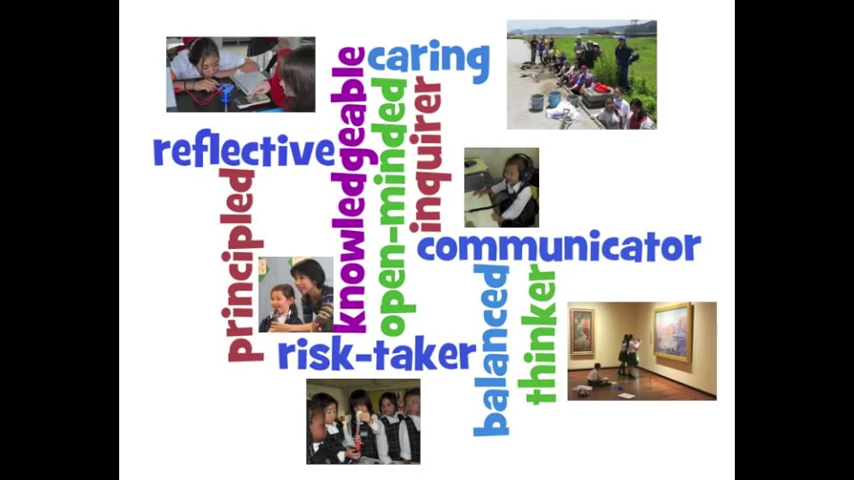 caring
knowledgeable
open-minded
inquirer
reflective
principled
communicator
balanced
thinker
risk-taker